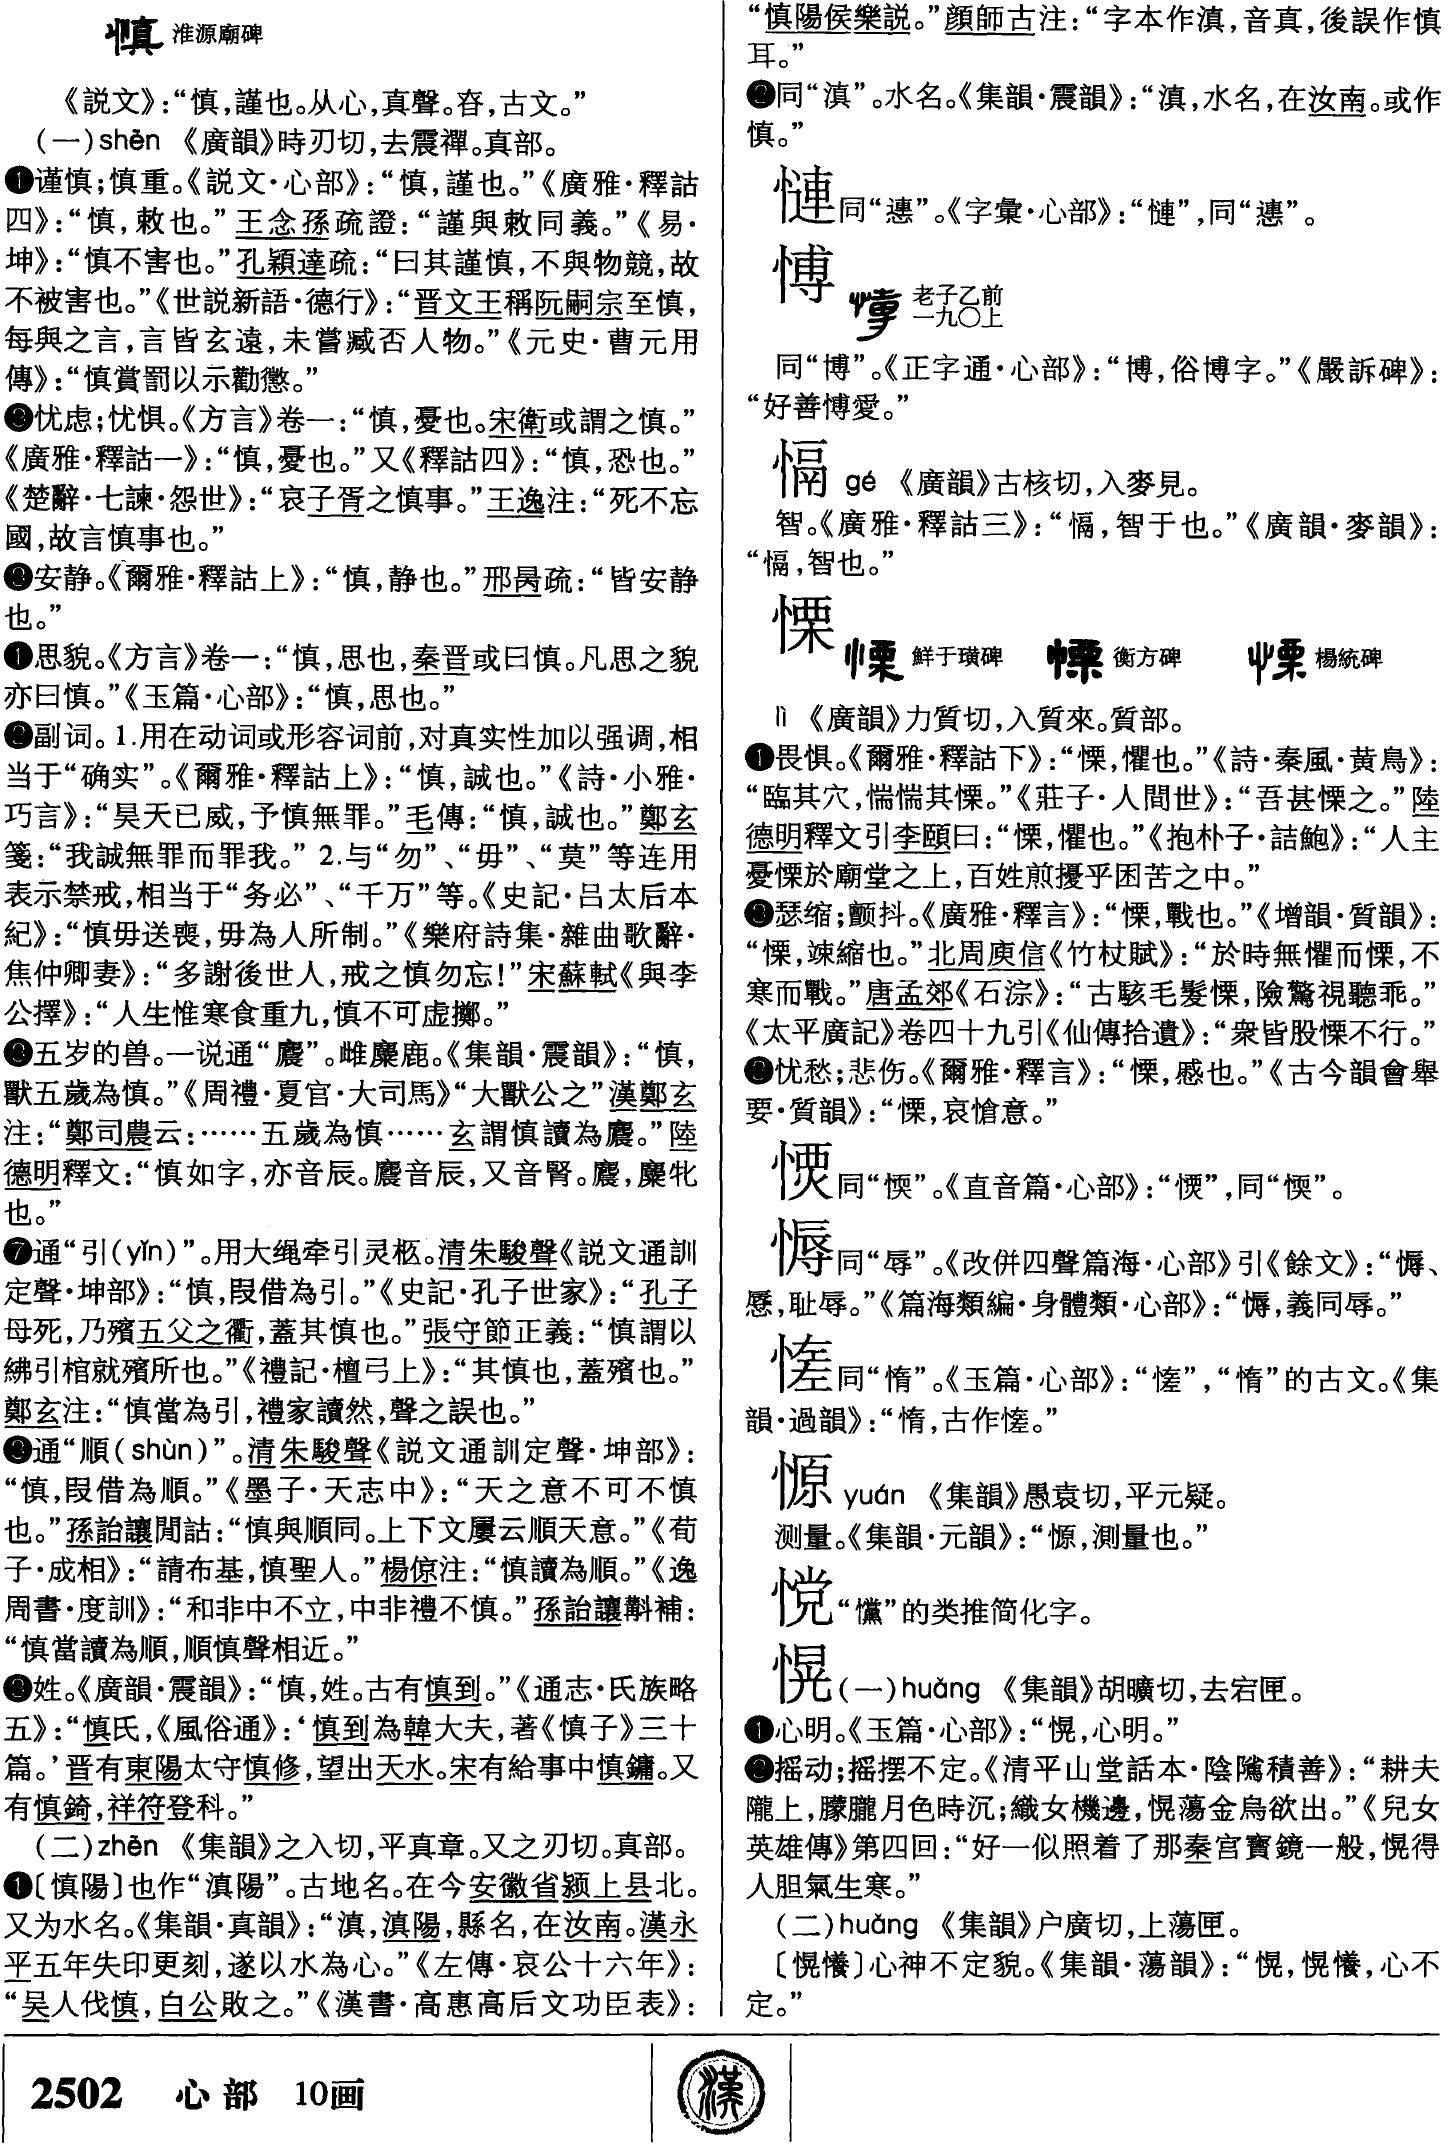 淮源廟碑
《説文》：“慎，謹也。从心，真聲。昚，古文。”
(一)shèn 《廣韻》時刃切，去震禪。真部。
❶谨慎；慎重。《説文·心部》：“慎，謹也。”《廣雅·釋詁
四》：“慎，敕也。”王念孫疏證：“謹與敕同義。”《易·
坤》：“慎不害也。”孔穎達疏：“曰其謹慎，不與物競，故
不被害也。”《世説新語·德行》：“晋文王稱阮嗣宗至慎，
每與之言，言皆玄遠，未嘗臧否人物。”《元史·曹元用
傳》：“慎賞罰以示勸懲。”
❷忧虑；忧惧。《方言》卷一：“慎，憂也。宋衛或謂之慎。”
《廣雅·釋詁一》：“慎，憂也。”又《釋詁四》：“慎，恐也。”
《楚辭·七諫·怨世》：“哀子胥之慎事。”王逸注：“死不忘
國，故言慎事也。”
❸安静。《爾雅·釋詁上》：“慎，静也。”邢昺疏：“皆安静
也。”
❹思貌。《方言》卷一：“慎，思也，秦晋或曰慎。凡思之貌
亦曰慎。”《玉篇·心部》：“慎，思也。”
❺副词。1.用在动词或形容词前，对真实性加以强调，相
当于“确实”。《爾雅·釋詁上》：“慎，誠也。”《詩·小雅·
巧言》：“昊天已威，予慎無罪。”毛傳：“慎，誠也。”鄭玄
箋：“我誠無罪而罪我。” 2.与“勿”、“毋”、“莫”等连用
表示禁戒，相当于“务必”、“千万”等。《史記·吕太后本
紀》：“慎毋送喪，毋為人所制。”《樂府詩集·雜曲歌辭·
焦仲卿妻》：“多謝後世人，戒之慎勿忘！”宋蘇軾《與李
公擇》：“人生惟寒食重九，慎不可虚擲。”
❻五岁的兽。一说通“麎”。雌麋鹿。《集韻·震韻》：“慎，
獸五歲為慎。”《周禮·夏官·大司馬》“大獸公之”漢鄭玄
注：“鄭司農云：……五歲為慎……玄謂慎讀為麎。”陸
德明釋文：“慎如字，亦音辰。麎音辰，又音腎。麎，麋牝
也。”
❼通“引(yǐn)”。用大绳牵引灵柩。清朱駿聲《説文通訓
定聲·坤部》：“慎，叚借為引。”《史記·孔子世家》：“孔子
母死，乃殯五父之衢，蓋其慎也。”張守節正義：“慎謂以
紼引棺就殯所也。”《禮記·檀弓上》：“其慎也，蓋殯也。”
鄭玄注：“慎當為引，禮家讀然，聲之誤也。”
❽通“順(shùn)”。清朱駿聲《説文通訓定聲·坤部》：
“慎，叚借為順。”《墨子·天志中》：“天之意不可不慎
也。”孫詒讓閒詁：“慎與順同。上下文屢云順天意。”《荀
子·成相》：“請布基，慎聖人。”楊倞注：“慎讀為順。”《逸
周書·度訓》：“和非中不立，中非禮不慎。”孫詒讓斠補：
“慎當讀為順，順慎聲相近。”
❾姓。《廣韻·震韻》：“慎，姓。古有慎到。”《通志·氏族略
五》：“慎氏，《風俗通》：‘慎到為韓大夫，著《慎子》三十
篇。’晋有東陽太守慎修，望出天水。宋有給事中慎鏞。又
有慎錡，祥符登科。”
(二)zhēn 《集韻》之人切，平真章。又之刃切。真部。
❶〔慎陽〕也作“滇陽”。古地名。在今安徽省颍上县北。
又为水名。《集韻·真韻》：“滇，滇陽，縣名，在汝南。漢永
平五年失印更刻，遂以水為心。”《左傳·哀公十六年》：
“吴人伐慎，白公敗之。”《漢書·高惠高后文功臣表》：
“慎陽侯樂説。”顔師古注：“字本作滇，音真，後誤作慎
耳。”
❷同“滇”。水名。《集韻·震韻》：“滇，水名，在汝南。或作
慎。”
慩同“㦁”。《字彙·心部》：“慩”，同“㦁”。
愽 老子乙前一九〇上
同“博”。《正字通·心部》：“愽，俗博字。”《嚴訢碑》：
“好善愽愛。”
愅 gé 《廣韻》古核切，入麥見。
智。《廣雅·釋詁三》：“㥂，智于也。”《廣韻·麥韻》：
“㥂，智也。”
慄 鮮于璜碑 衡方碑 楊統碑
lì 《廣韻》力質切，入質來。質部。
❶畏惧。《爾雅·釋詁下》：“慄，懼也。”《詩·秦風·黄鳥》：
“臨其穴，惴惴其慄。”《莊子·人間世》：“吾甚慄之。”陸
德明釋文引李頤曰：“慄，懼也。”《抱朴子·詰鮑》：“人主
憂慄於廟堂之上，百姓煎擾乎困苦之中。”
❷瑟缩；颤抖。《廣雅·釋言》：“慄，戰也。”《增韻·質韻》：
“慄，竦縮也。”北周庾信《竹杖賦》：“於時無懼而慄，不
寒而戰。”唐孟郊《石淙》：“古駭毛髮慄，險驚視聽乖。”
《太平廣記》卷四十九引《仙傳拾遺》：“衆皆股慄不行。”
❸忧愁；悲伤。《爾雅·釋言》：“慄，慼也。”《古今韻會舉
要·質韻》：“慄，哀愴意。”
同“愞”。《直音篇·心部》：“”，同“愞”。
㦺同“辱”。《改併四聲篇海·心部》引《餘文》：“、
，耻辱。”《篇海類編·身體類·心部》：“，義同辱。”
同“惰”。《玉篇·心部》：“”，“惰”的古文。《集
韻·過韻》：“惰，古作。”
愿 yuán 《集韻》愚袁切，平元疑。
测量。《集韻·元韻》：“，測量也。”
“戃”的类推简化字。
愰(一)huǎng 《集韻》胡曠切，去宕匣。
❶心明。《玉篇·心部》：“愰，心明。”
❷摇动；摇摆不定。《清平山堂話本·陰隲積善》：“耕夫
隴上，朦朧月色時沉；織女機邊，愰蕩金烏欲出。”《兒女
英雄傳》第四回：“好一似照着了那秦宫寳鏡一般，愰得
人胆氣生寒。”
(二)huǎng 《集韻》户廣切，上蕩匣。
〔愰懩〕心神不定貌。《集韻·蕩韻》：“愰，愰懩，心不
定。”
2502 心部 10画
漢